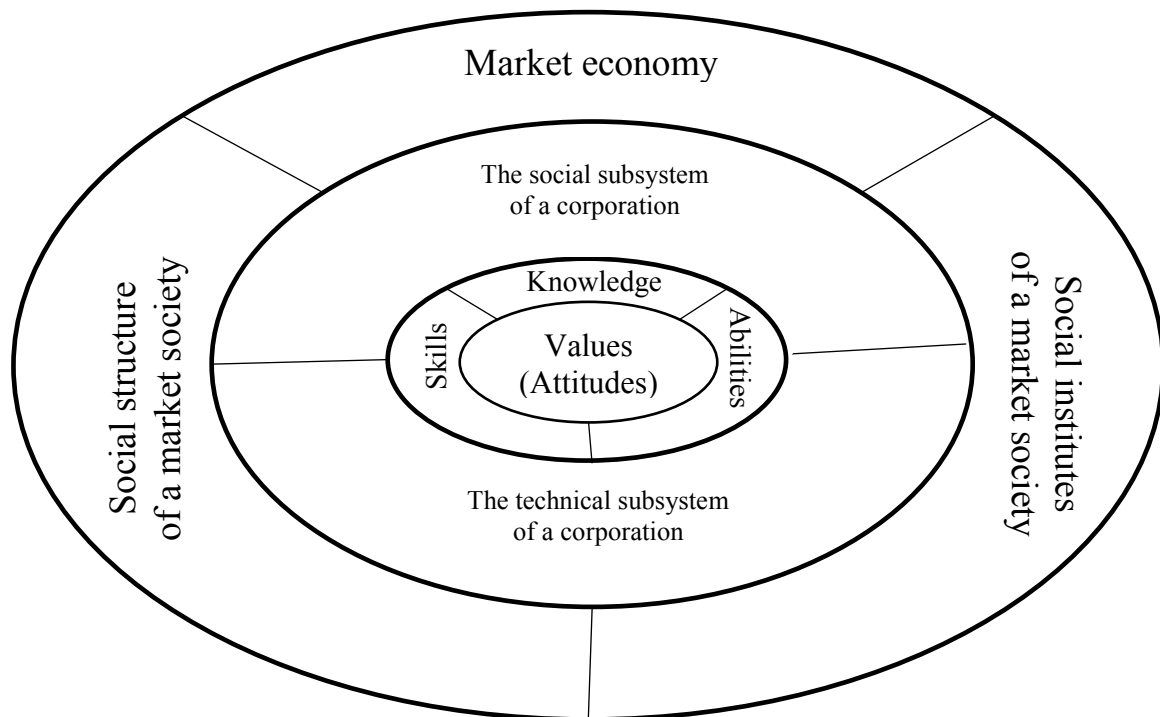 Market economy
The social subsystem
of a corporation
Social structure
of a market society
Social institutes
of a market society
Knowledge
Skills
Abilities
Values
(Attitudes)
The technical subsystem
of a corporation